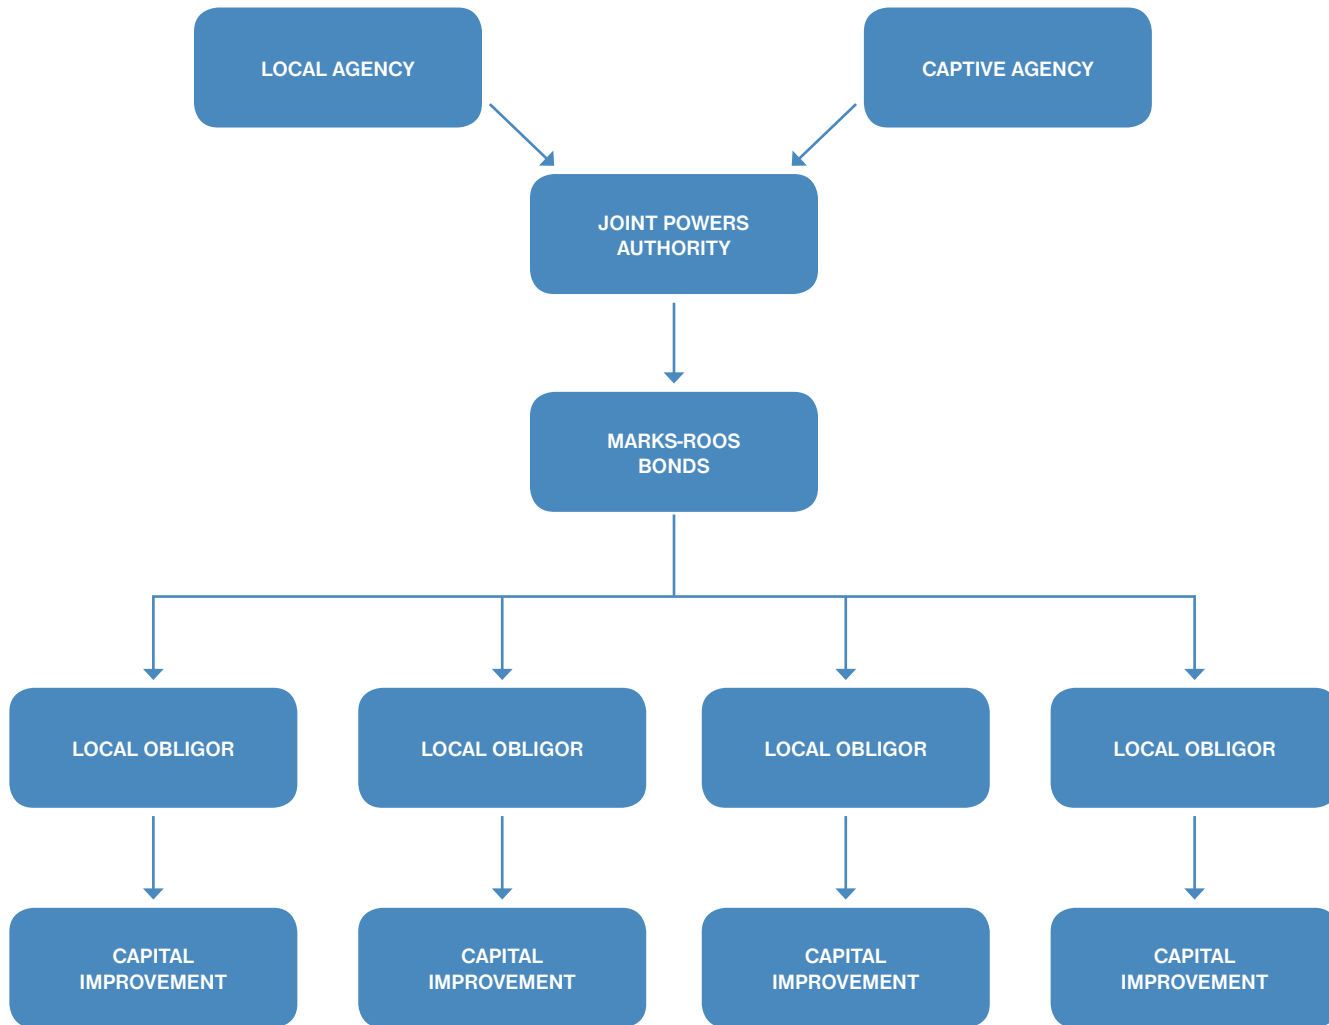 LOCAL AGENCY
CAPTIVE AGENCY
JOINT POWERS
AUTHORITY
MARKS-ROOS
BONDS
LOCAL OBLIGOR
LOCAL OBLIGOR
LOCAL OBLIGOR
LOCAL OBLIGOR
CAPITAL
IMPROVEMENT
CAPITAL
IMPROVEMENT
CAPITAL
IMPROVEMENT
CAPITAL
IMPROVEMENT